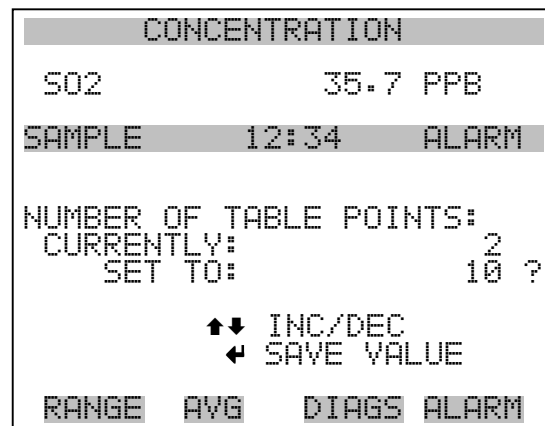 CONCENTRATION
SO2 35.7 PPB
SAMPLE 12:34 ALARM
NUMBER OF TABLE POINTS:
CURRENTLY: 2
SET TO: 10 ?
⬆⬇ INC/DEC
↵ SAVE VALUE
RANGE AVG DIAGS ALARM